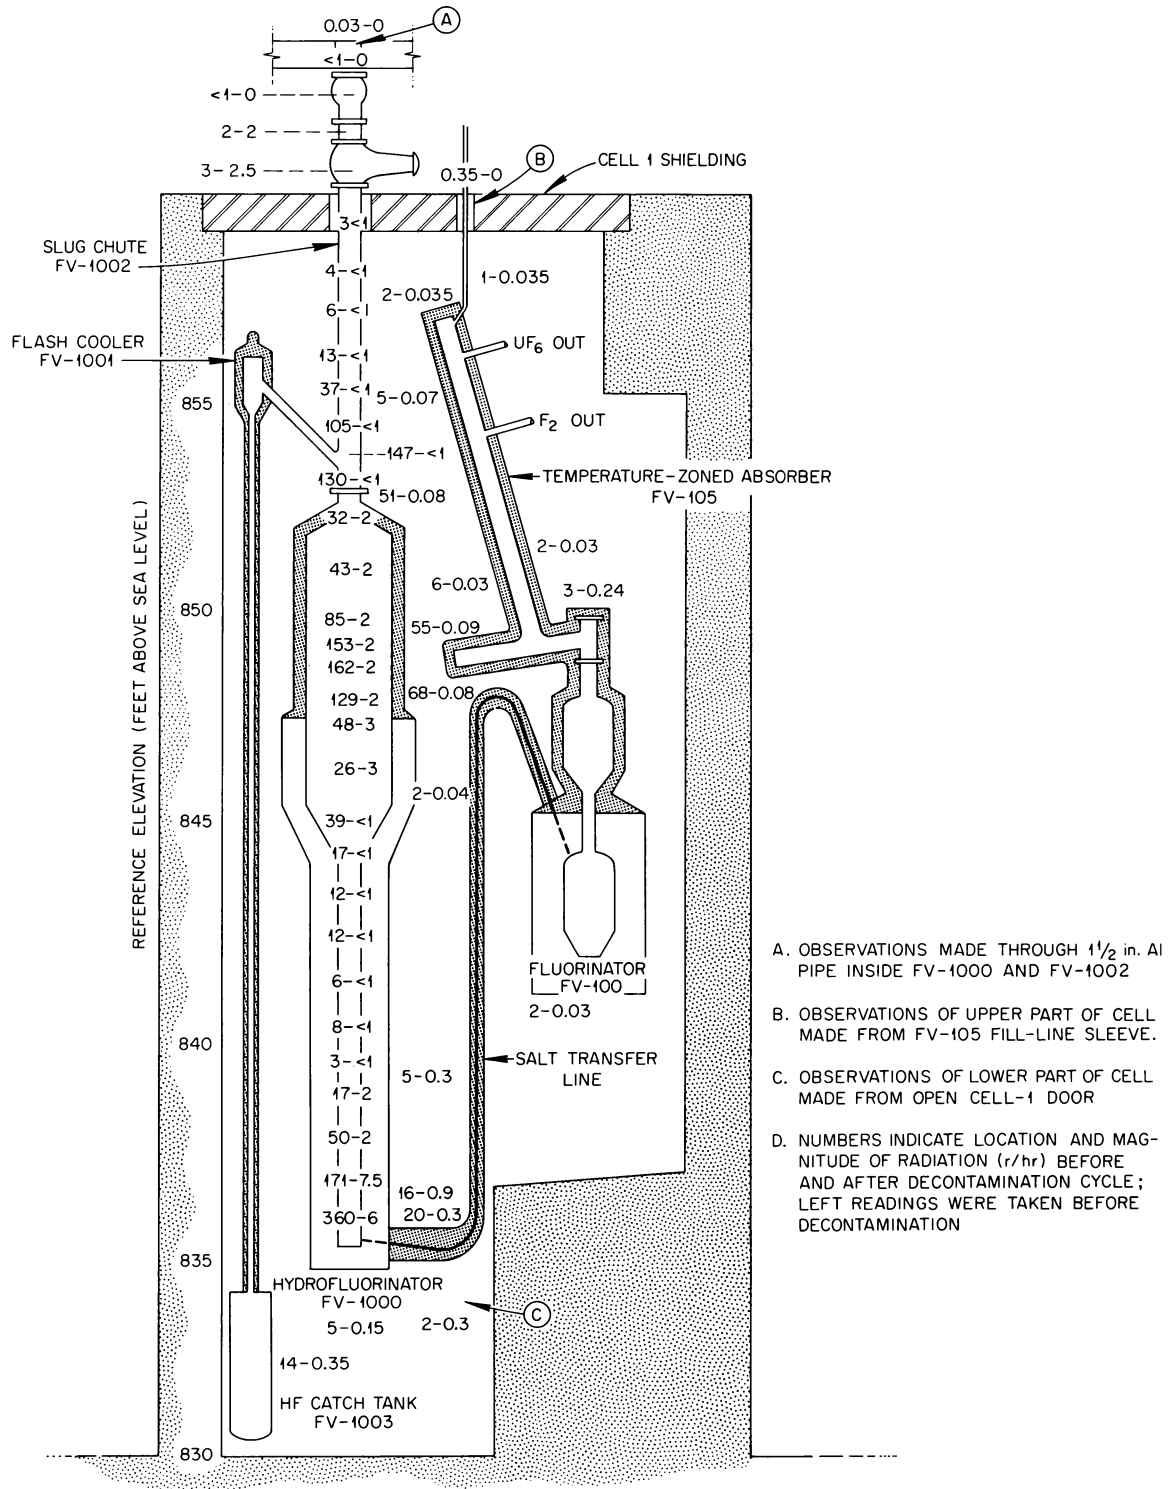 0.03-0
A
<1-0
<1-0
2-2
3-2.5
B
CELL 1 SHIELDING
0.35-0
3<1
SLUG CHUTE
FV-1002
4-<1
1-0.035
2-0.035
6-<1
FLASH COOLER
FV-1001
UF6 OUT
13-<1
37-<1
5-0.07
855
F2 OUT
105-<1
147-<1
130-<1
TEMPERATURE-ZONED ABSORBER
FV-105
51-0.08
32-2
2-0.03
43-2
6-0.03
3-0.24
850
85-2
55-0.09
153-2
162-2
129-2
68-0.08
48-3
26-3
2-0.04
845
39-<1
17-<1
REFERENCE ELEVATION (FEET ABOVE SEA LEVEL)
12-<1
12-<1
6-<1
FLUORINATOR
FV-100
2-0.03
8-<1
840
3-<1
SALT TRANSFER
LINE
5-0.3
17-2
50-2
171-7.5
16-0.9
20-0.3
360-6
835
HYDROFLUORINATOR
FV-1000
C
5-0.15
2-0.3
14-0.35
HF CATCH TANK
FV-1003
830
A. OBSERVATIONS MADE THROUGH 1 1/2 in. Al
PIPE INSIDE FV-1000 AND FV-1002
B. OBSERVATIONS OF UPPER PART OF CELL
MADE FROM FV-105 FILL-LINE SLEEVE.
C. OBSERVATIONS OF LOWER PART OF CELL
MADE FROM OPEN CELL-1 DOOR
D. NUMBERS INDICATE LOCATION AND MAG-
NITUDE OF RADIATION (r/hr) BEFORE
AND AFTER DECONTAMINATION CYCLE;
LEFT READINGS WERE TAKEN BEFORE
DECONTAMINATION